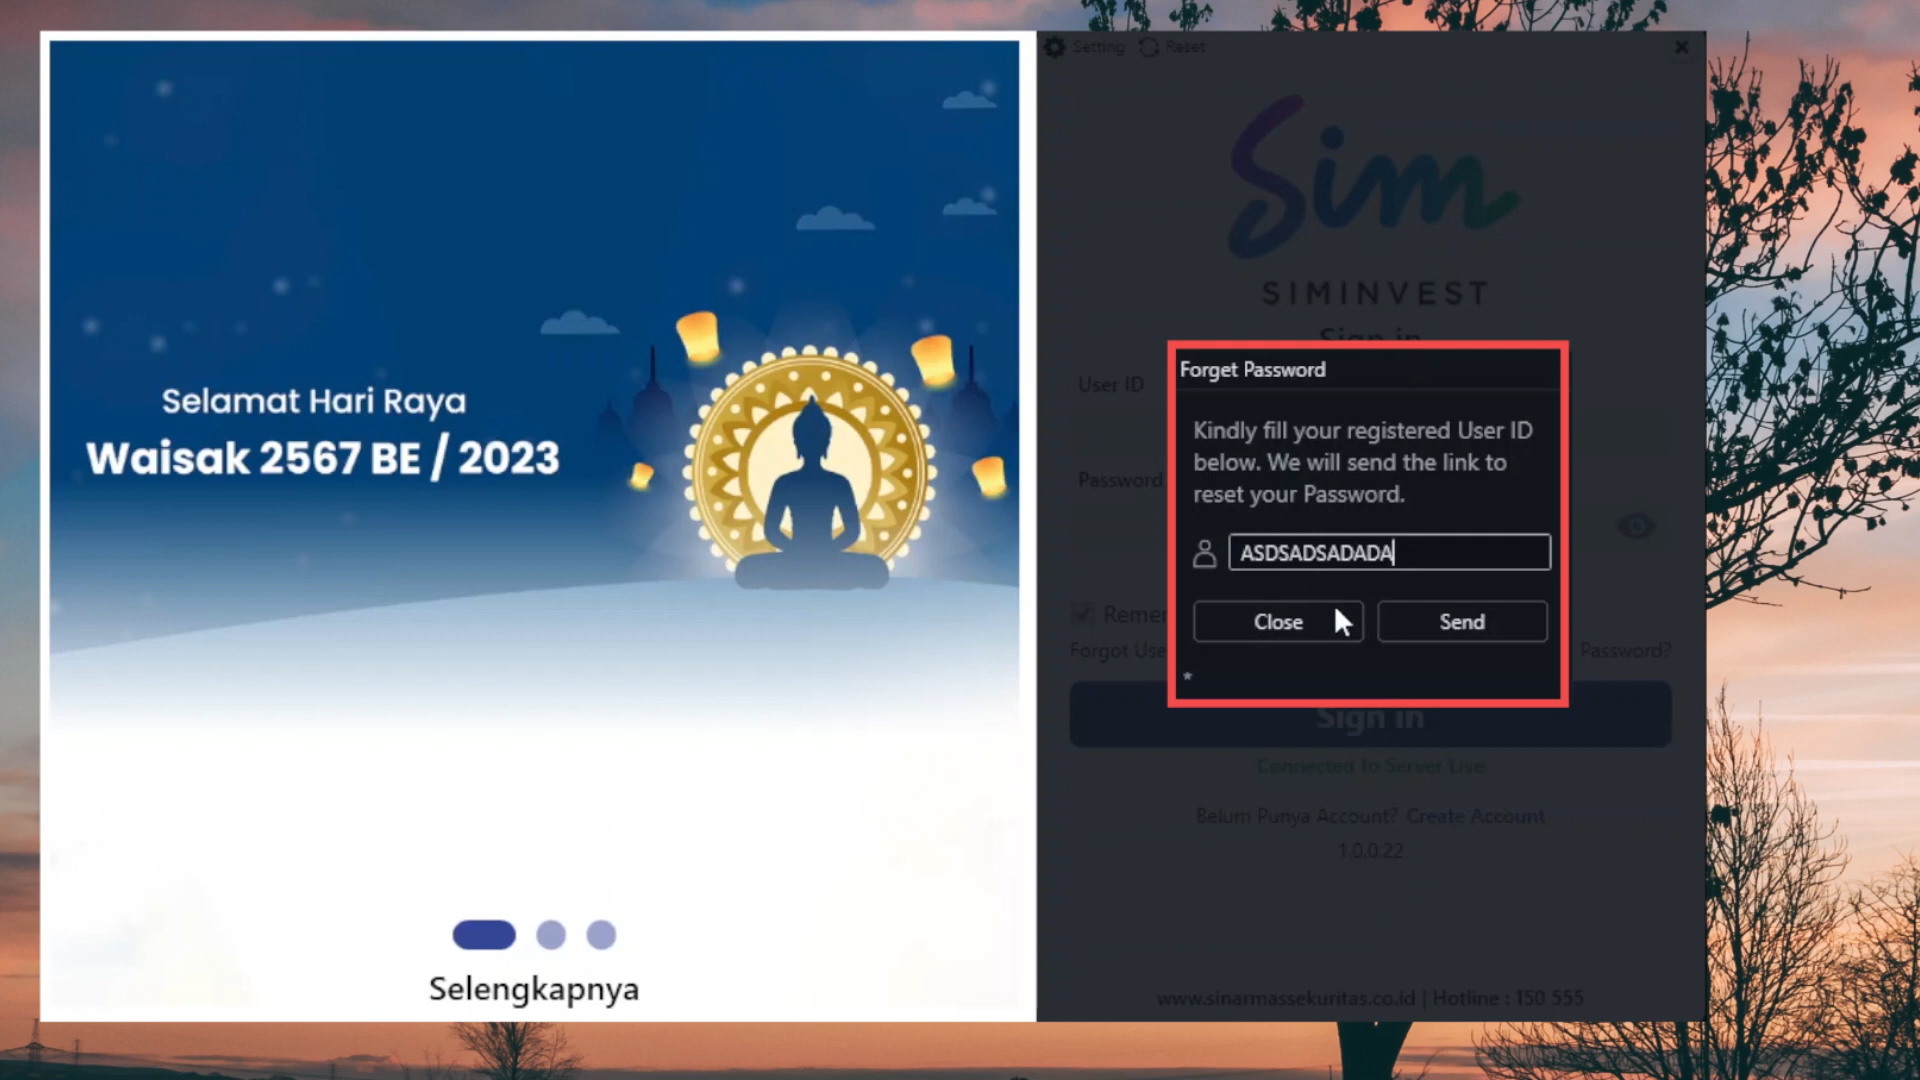 Selamat Hari Raya
Waisak 2567 BE / 2023
Selengkapnya
Setting Reset
Sim
SIMINVEST
Sign in
User ID
Password
Forget Password
Kindly fill your registered User ID
below. We will send the link to
reset your Password.
ASDSADSADADA
Close Send
*
Forgot Password?
Sign in
Connected To Server Live
Belum Punya Account? Create Account
1.0.0.22
www.sinarmassekuritas.co.id | Hotline : 150 555